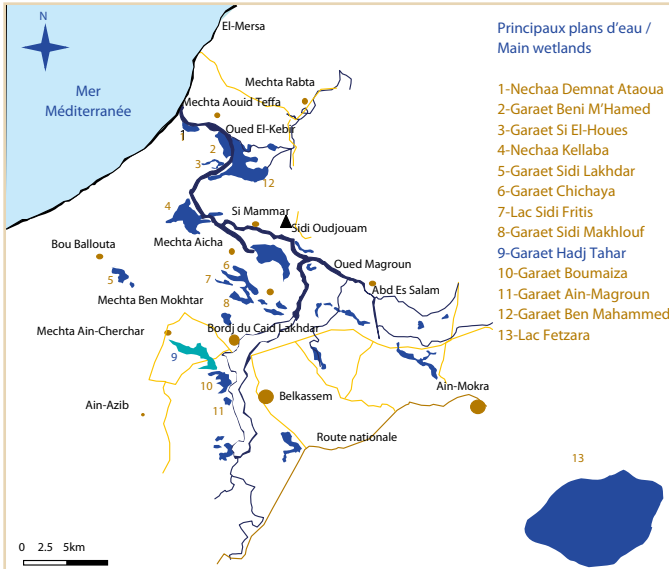 N
El-Mersa
Principaux plans d'eau /
Main wetlands
Mer
Méditerranée
Mechta Rabta
1-Nechaa Demnat Ataoua
2-Garaet Beni M'Hamed
3-Garaet Si El-Houes
4-Nechaa Kellaba
5-Garaet Sidi Lakhdar
6-Garaet Chichaya
7-Lac Sidi Fritis
8-Garaet Sidi Makhlouf
9-Garaet Hadj Tahar
10-Garaet Boumaiza
11-Garaet Ain-Magroun
12-Garaet Ben Mahammed
13-Lac Fetzara
Mechta Aouid Teffa
Oued El-Kebir
1
2
3
12
4
Si Mammar
Sidi Oudjouam
Bou Ballouta
Mechta Aicha
Oued Magroun
6
5
7
Abd Es Salam
Mechta Ben Mokhtar
8
Mechta Ain-Cherchar
Bordj du Caid Lakhdar
9
10
Belkassem
Ain-Mokra
Ain-Azib
11
Route nationale
13
0 2.5 5km